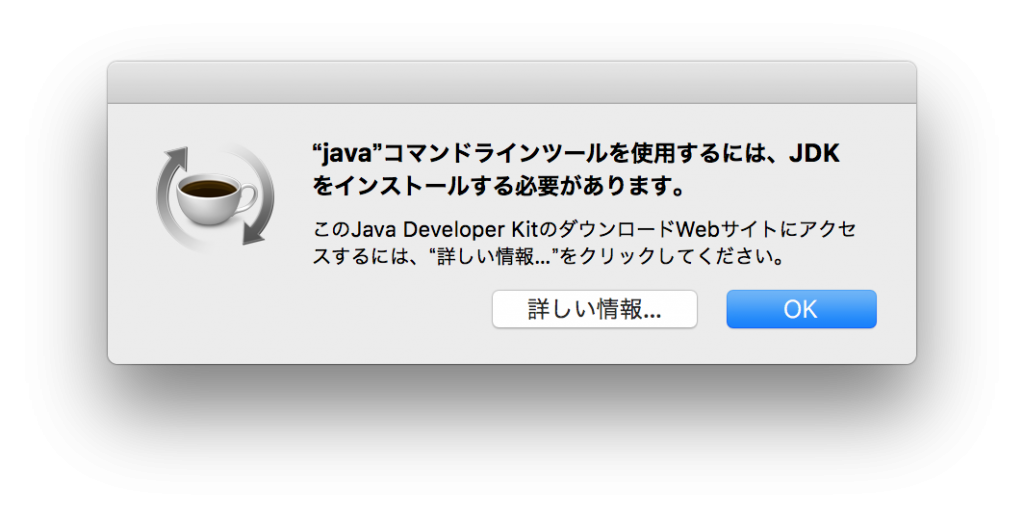 “java”コマンドラインツールを使用するには、JDK
をインストールする必要があります。
このJava Developer KitのダウンロードWebサイトにアクセ
スするには、“詳しい情報...”をクリックしてください。
詳しい情報...
OK